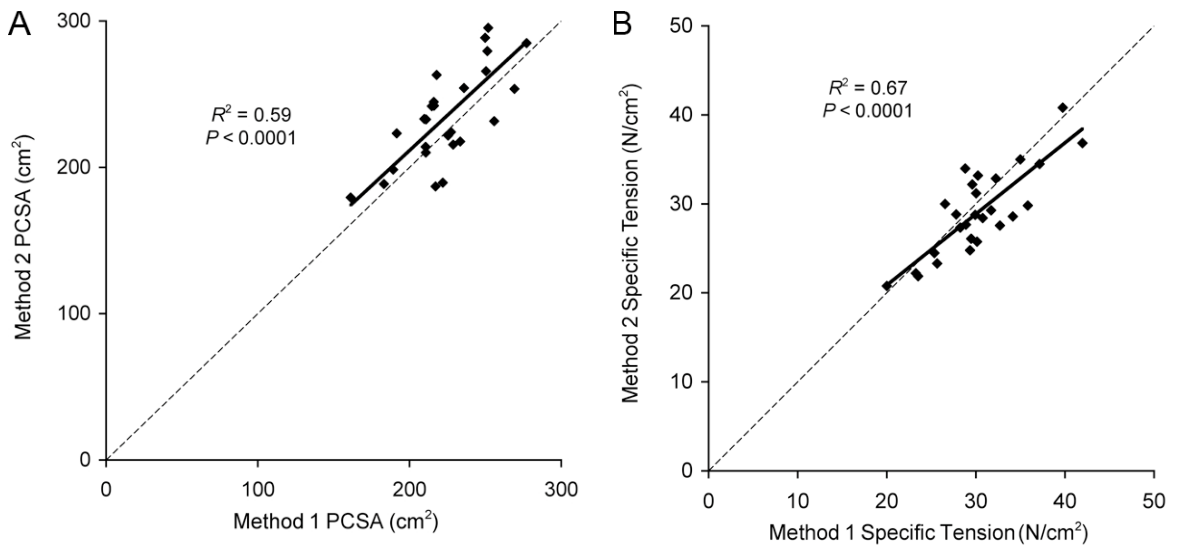 A
300
200
100
0
0
100
200
300
Method 2 PCSA (cm²)
Method 1 PCSA (cm²)
R² = 0.59
P < 0.0001
B
50
40
30
20
10
0
0
10
20
30
40
50
Method 2 Specific Tension (N/cm²)
Method 1 Specific Tension (N/cm²)
R² = 0.67
P < 0.0001